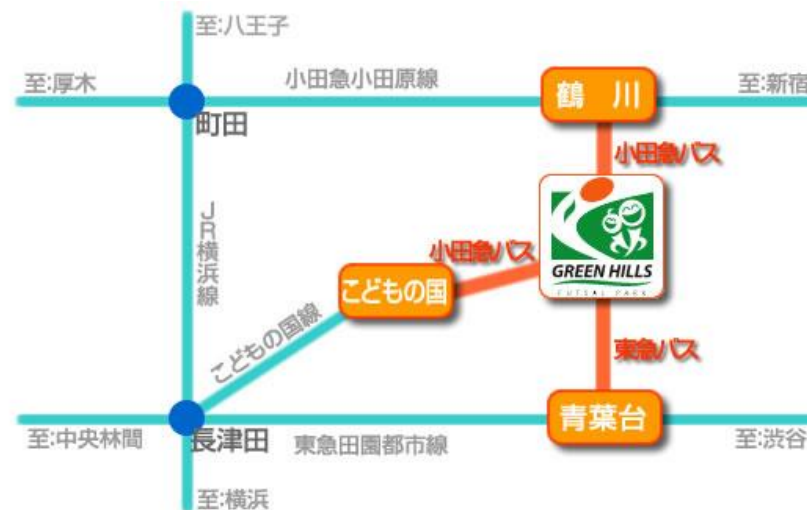 至:八王子
至:厚木
小田急小田原線
鶴 川
至:新宿
町田
小田急バス
JR横浜線
小田急バス
GREEN HILLS
FUTSAL PARK
こどもの国
こどもの国線
東急バス
青葉台
至:中央林間
長津田
東急田園都市線
至:渋谷
至:横浜